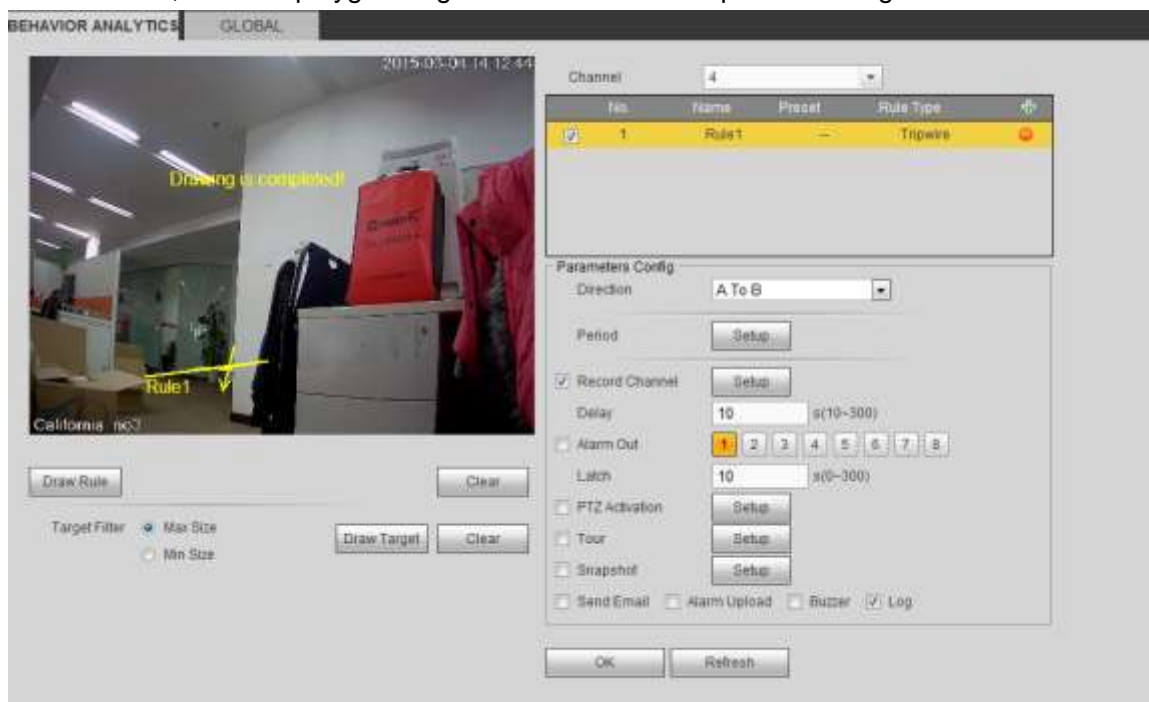 BEHAVIOR ANALYTICS GLOBAL
2015-03-04 14 12:44
Drawing is completed!
Rule1
California no3
Draw Rule Clear
Target Filter Max Size
Min Size
Draw Target Clear
Channel 4
No. Name Preset Rule Type
1 Rule1 -- Tripwire
Parameters Config
Direction A To B
Period Setup
Record Channel Setup
Delay 10 s(10~300)
Alarm Out 1 2 3 4 5 6 7 8
Latch 10 s(0~300)
PTZ Activation Setup
Tour Setup
Snapshot Setup
Send Email Alarm Upload Buzzer Log
OK Refresh